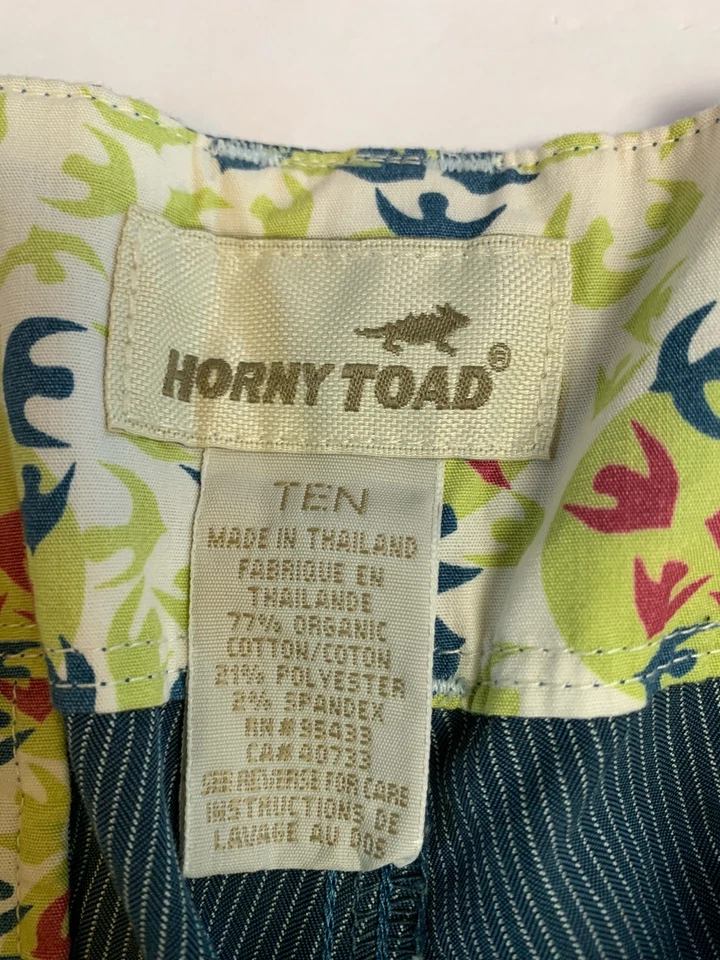 HORNY TOAD®
TEN
MADE IN THAILAND
FABRIQUE EN
THAILANDE
77% ORGANIC
COTTON/COTON
21% POLYESTER
2% SPANDEX
RN#95433
CA#40733
SEE REVERSE FOR CARE
INSTRUCTIONS DE
LAVAGE AU DOS